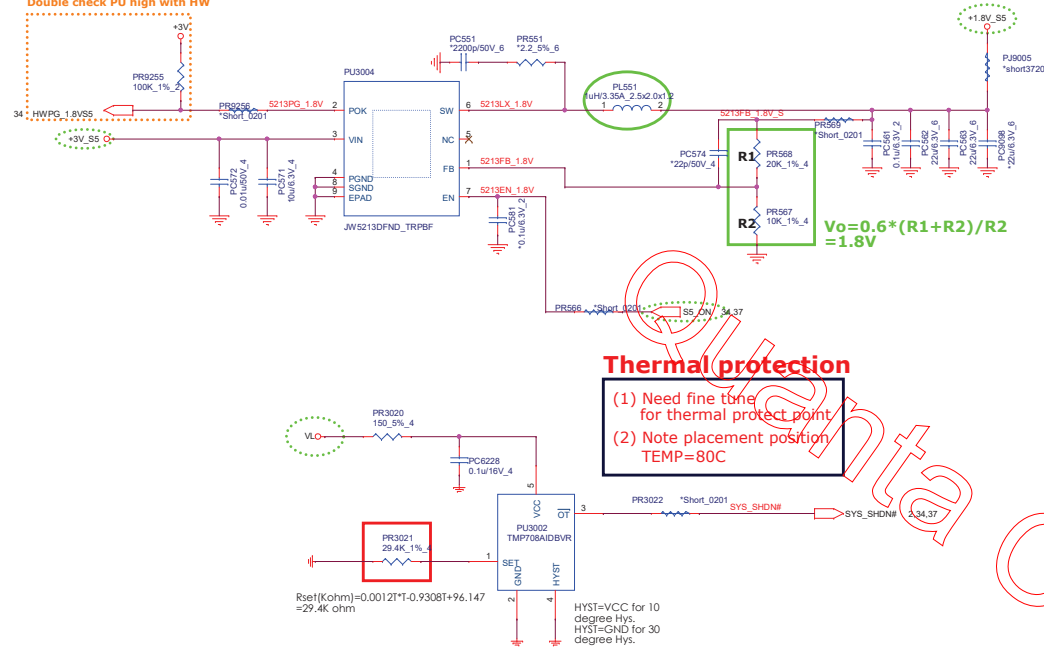 Double check PU high with HW
+3V
PR9255
100K_1%_2
34 HWPG_1.8VS5
PR9256
*Short_0201
5213PG_1.8V
+3V_S5
PC572
0.01u/50V_4
PC571
10u/6.3V_4
PU3004
2 POK
3 VIN
4 PGND
8 SGND
9 EPAD
SW 6
NC 5
FB 1
EN 7
JW5213DFND_TRPBF
PC551
*2200p/50V_6
PR551
*2.2_5%_6
5213LX_1.8V
5213FB_1.8V
5213EN_1.8V
PC581
*0.1u/6.3V_2
PL551
1uH/3.35A_2.5x2.0x1.2
1 2
5213FB_1.8V_S
PR569
*Short_0201
PC574
*22p/50V_4
R1
PR568
20K_1%_4
R2
PR567
10K_1%_4
Vo=0.6*(R1+R2)/R2
=1.8V
PC561
0.1u/6.3V_2
PC562
22u/6.3V_6
PC563
22u/6.3V_6
PC9098
*22u/6.3V_6
+1.8V_S5
PJ9005
*short3720
PR566
*Short_0201
S5_ON 34,37
Thermal protection
(1) Need fine tune
for thermal protect point
(2) Note placement position
TEMP=80C
VL
PR3020
150_5%_4
PC6228
0.1u/16V_4
5
VCC
PU3002
TMP708AIDBVR
OT 3
1 SET
GND
2
HYST
4
PR3022
*Short_0201
SYS_SHDN#
SYS_SHDN# 2,34,37
PR3021
29.4K_1%_4
Rset(Kohm)=0.0012T*T-0.9308T+96.147
=29.4K ohm
HYST=VCC for 10
degree Hys.
HYST=GND for 30
degree Hys.
Quanta